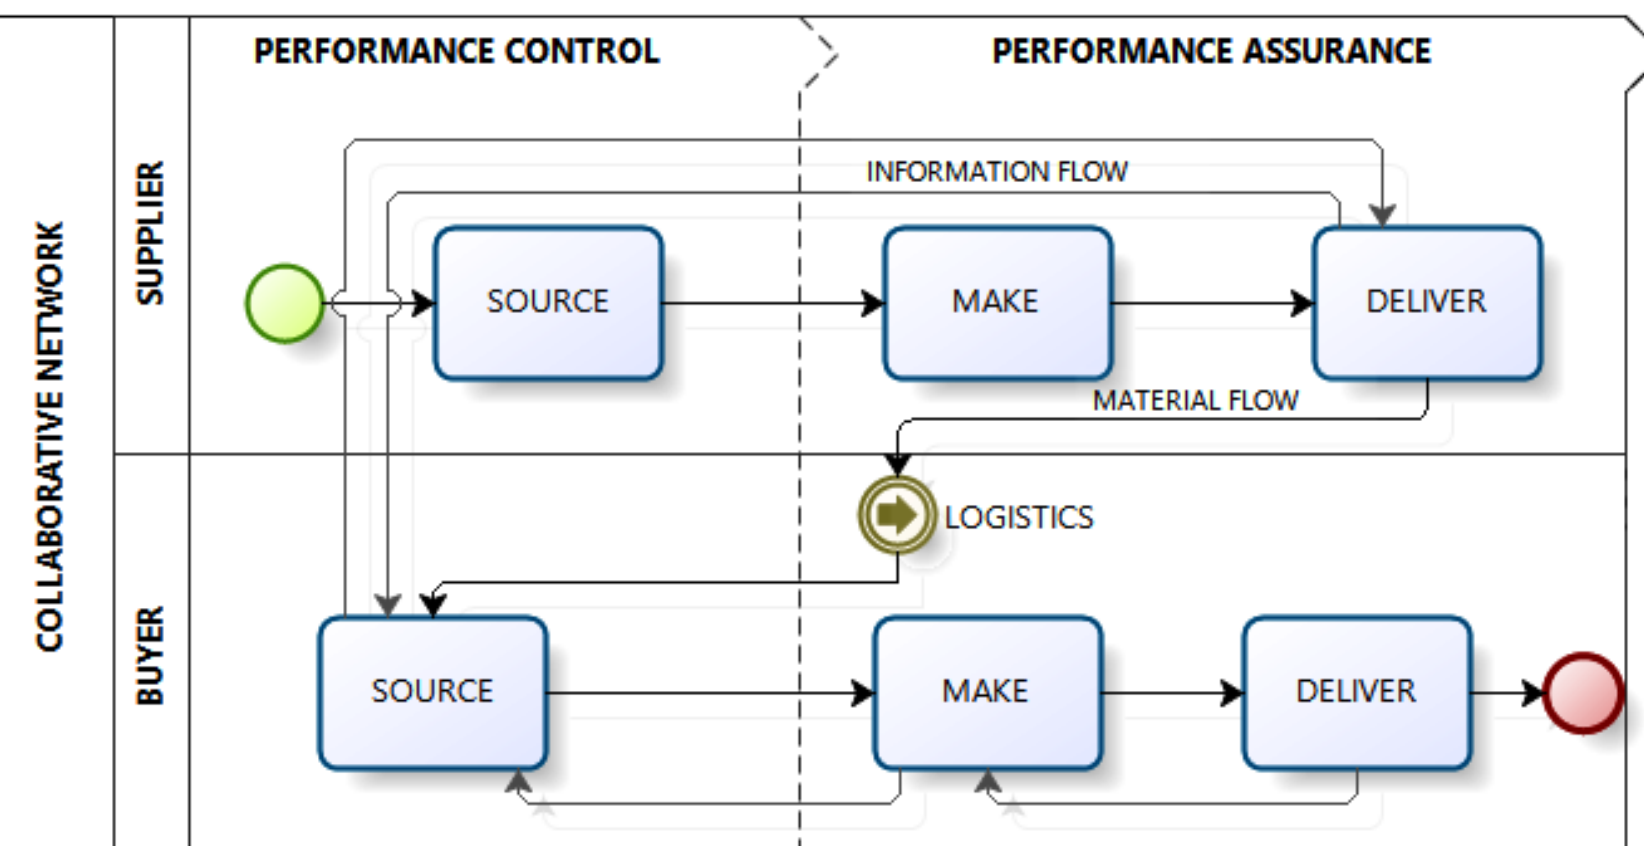 PERFORMANCE CONTROL
PERFORMANCE ASSURANCE
COLLABORATIVE NETWORK
SUPPLIER
INFORMATION FLOW
SOURCE
MAKE
DELIVER
MATERIAL FLOW
BUYER
LOGISTICS
SOURCE
MAKE
DELIVER